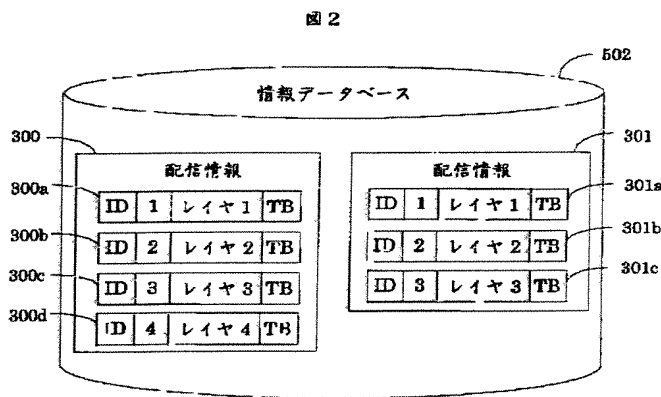 図2
502
情報データベース
300
配信情報
300a
ID 1 レイヤ1 TB
300b
ID 2 レイヤ2 TB
300c
ID 3 レイヤ3 TB
300d
ID 4 レイヤ4 TB
301
配信情報
301a
ID 1 レイヤ1 TB
301b
ID 2 レイヤ2 TB
301c
ID 3 レイヤ3 TB